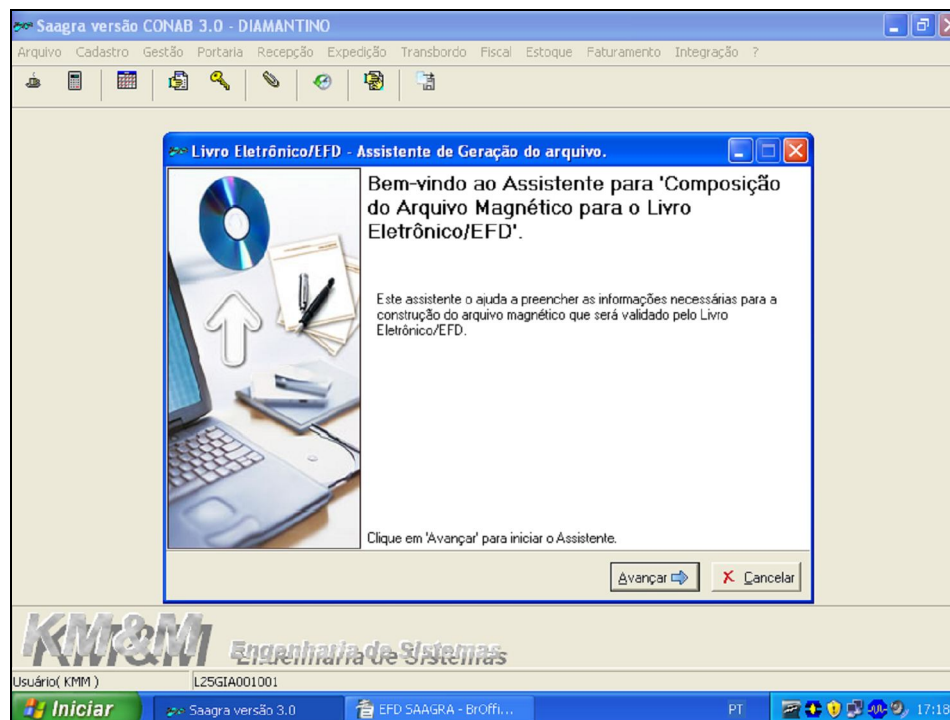 Saagra versão CONAB 3.0 - DIAMANTINO
Arquivo Cadastro Gestão Portaria Recepção Expedição Transbordo Fiscal Estoque Faturamento Integração ?
Livro Eletrônico/EFD - Assistente de Geração do arquivo.
Bem-vindo ao Assistente para 'Composição
do Arquivo Magnético para o Livro
Eletrônico/EFD'.
Este assistente o ajuda a preencher as informações necessárias para a
construção do arquivo magnético que será validado pelo Livro
Eletrônico/EFD.
Clique em 'Avançar' para iniciar o Assistente.
Avançar Cancelar
KM&M Engenharia de Sistemas
Usuário( KMM ) L25GIA001001
Iniciar Saagra versão 3.0 EFD SAAGRA - BrOffi... PT 17:18